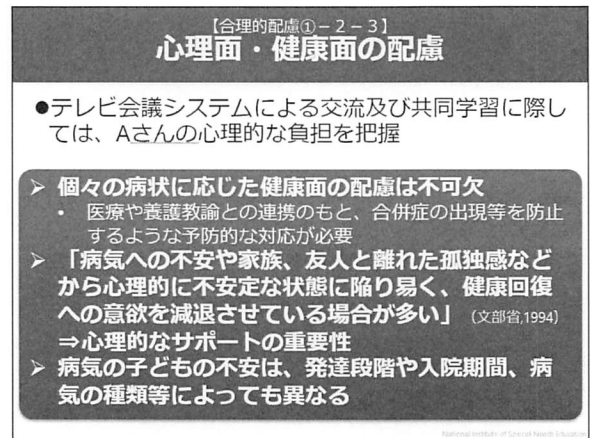 【合理的配慮①－２－３】
心理面・健康面の配慮
●テレビ会議システムによる交流及び共同学習に際し
ては、Aさんの心理的な負担を把握
➢ 個々の病状に応じた健康面の配慮は不可欠
• 医療や養護教諭との連携のもと、合併症の出現等を防止
するような予防的な対応が必要
➢ 「病気への不安や家族、友人と離れた孤独感など
から心理的に不安定な状態に陥り易く、健康回復
への意欲を減退させている場合が多い」（文部省,1994）
⇒心理的なサポートの重要性
➢ 病気の子どもの不安は、発達段階や入院期間、病
気の種類等によっても異なる
National Institute of Special Needs Education